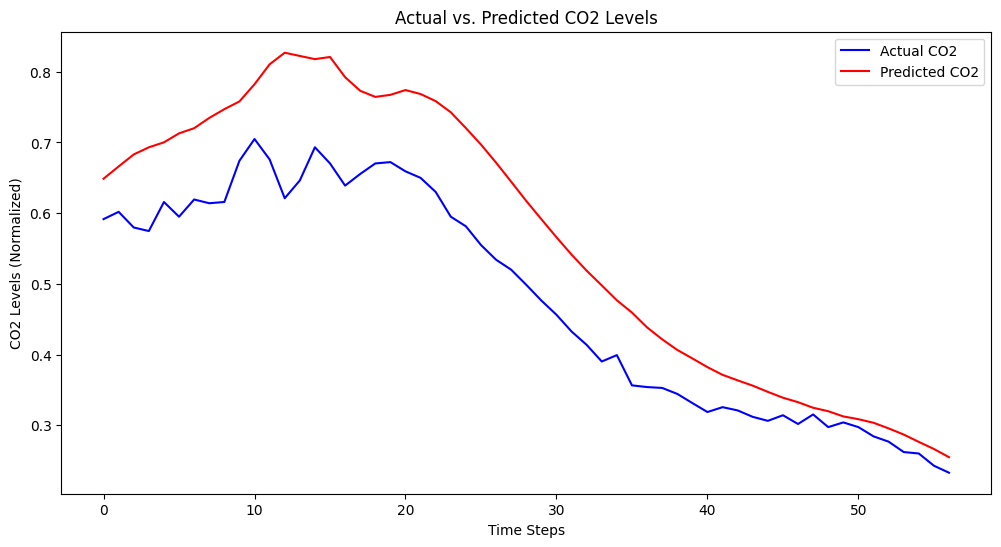 Actual vs. Predicted CO2 Levels
Actual CO2
Predicted CO2
CO2 Levels (Normalized)
0.8
0.7
0.6
0.5
0.4
0.3
0 10 20 30 40 50
Time Steps